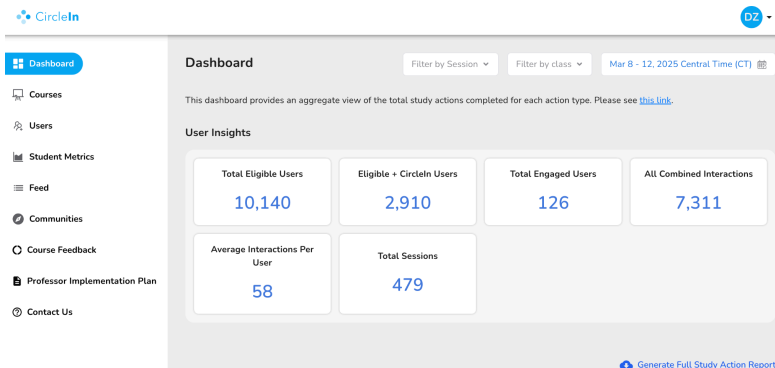 CircleIn
DZ
Dashboard
Courses
Users
Student Metrics
Feed
Communities
Course Feedback
Professor Implementation Plan
Contact Us
Dashboard
Filter by Session
Filter by class
Mar 8 - 12, 2025 Central Time (CT)
This dashboard provides an aggregate view of the total study actions completed for each action type. Please see this link.
User Insights
Total Eligible Users
10,140
Eligible + CircleIn Users
2,910
Total Engaged Users
126
All Combined Interactions
7,311
Average Interactions Per
User
58
Total Sessions
479
Generate Full Study Action Report